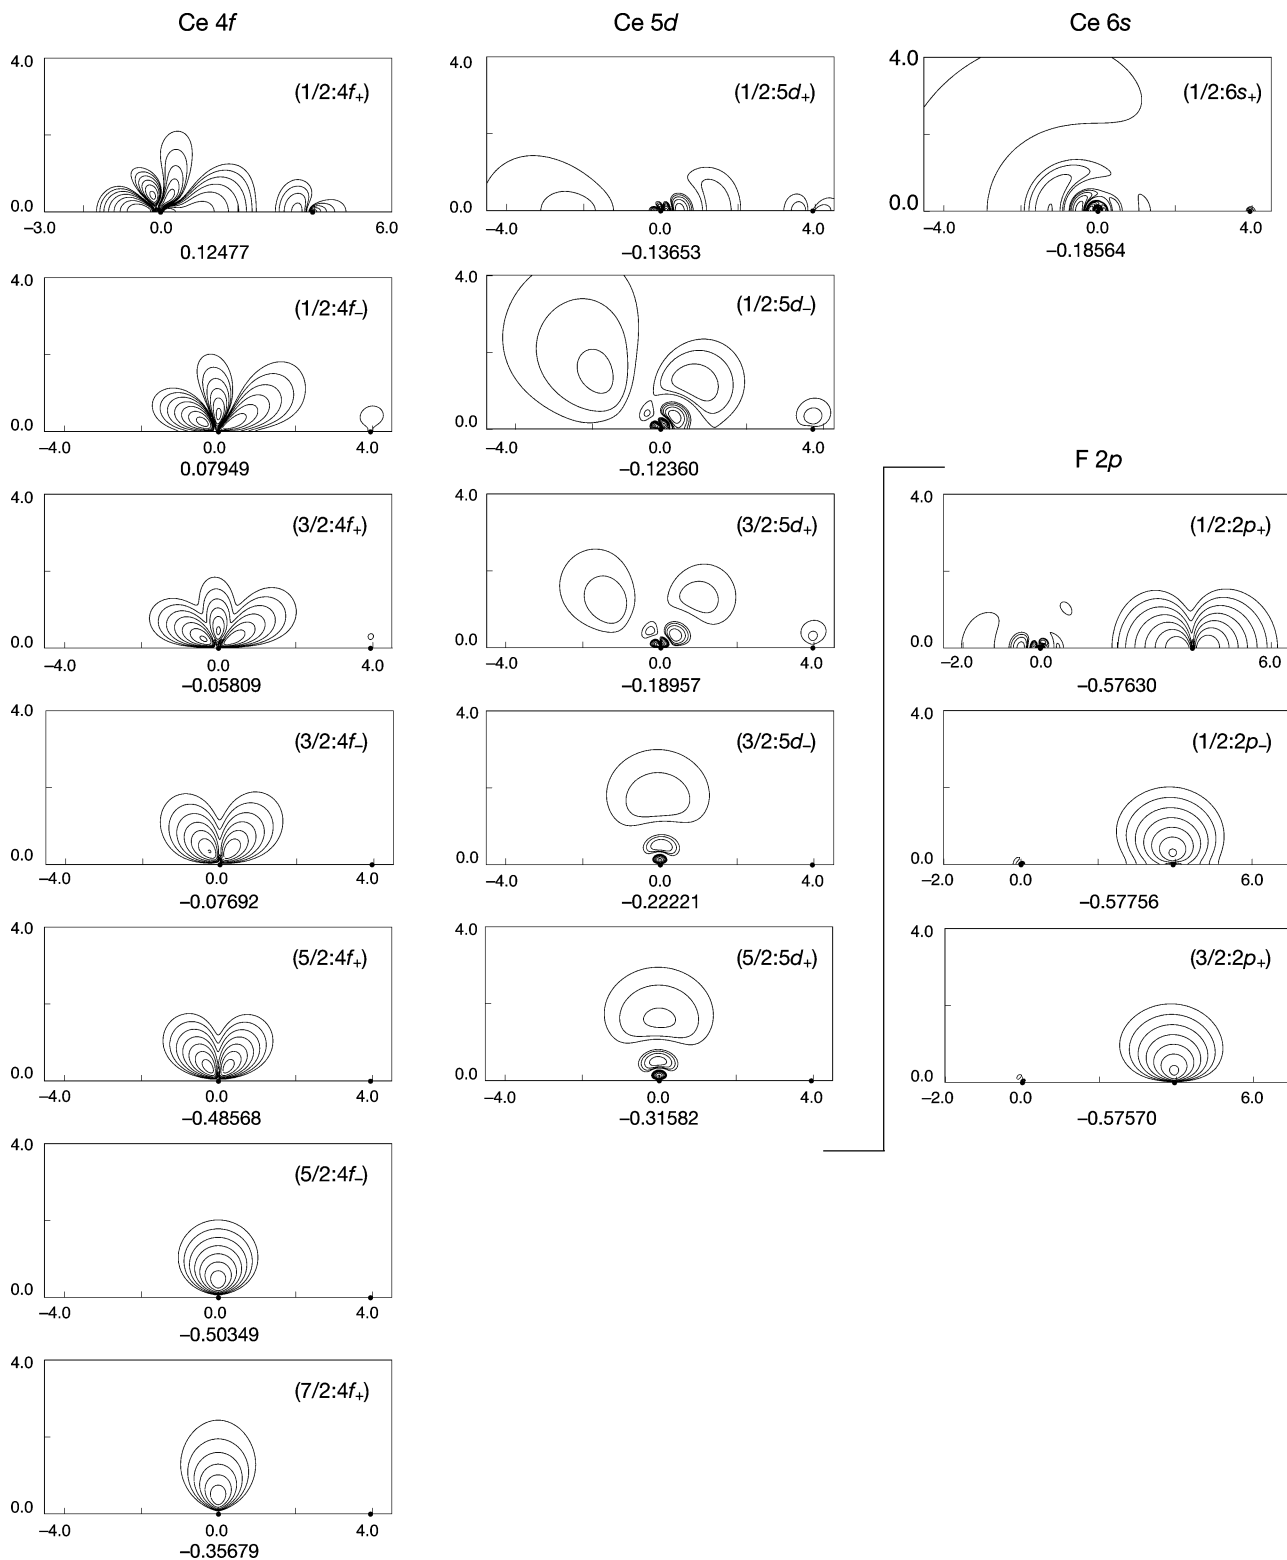 Ce 4f
4.0
(1/2:4f+)
0.0
−3.0 0.0 6.0
0.12477
4.0
(1/2:4f−)
0.0
−4.0 0.0 4.0
0.07949
4.0
(3/2:4f+)
0.0
−4.0 0.0 4.0
−0.05809
4.0
(3/2:4f−)
0.0
−4.0 0.0 4.0
−0.07692
4.0
(5/2:4f+)
0.0
−4.0 0.0 4.0
−0.48568
4.0
(5/2:4f−)
0.0
−4.0 0.0 4.0
−0.50349
4.0
(7/2:4f+)
0.0
−4.0 0.0 4.0
−0.35679
Ce 5d
4.0
(1/2:5d+)
0.0
−4.0 0.0 4.0
−0.13653
4.0
(1/2:5d−)
0.0
−4.0 0.0 4.0
−0.12360
4.0
(3/2:5d+)
0.0
−4.0 0.0 4.0
−0.18957
4.0
(3/2:5d−)
0.0
−4.0 0.0 4.0
−0.22221
4.0
(5/2:5d+)
0.0
−4.0 0.0 4.0
−0.31582
Ce 6s
4.0
(1/2:6s+)
0.0
−4.0 0.0 4.0
−0.18564
F 2p
4.0
(1/2:2p+)
0.0
−2.0 0.0 6.0
−0.57630
4.0
(1/2:2p−)
0.0
−2.0 0.0 6.0
−0.57756
4.0
(3/2:2p+)
0.0
−2.0 0.0 6.0
−0.57570